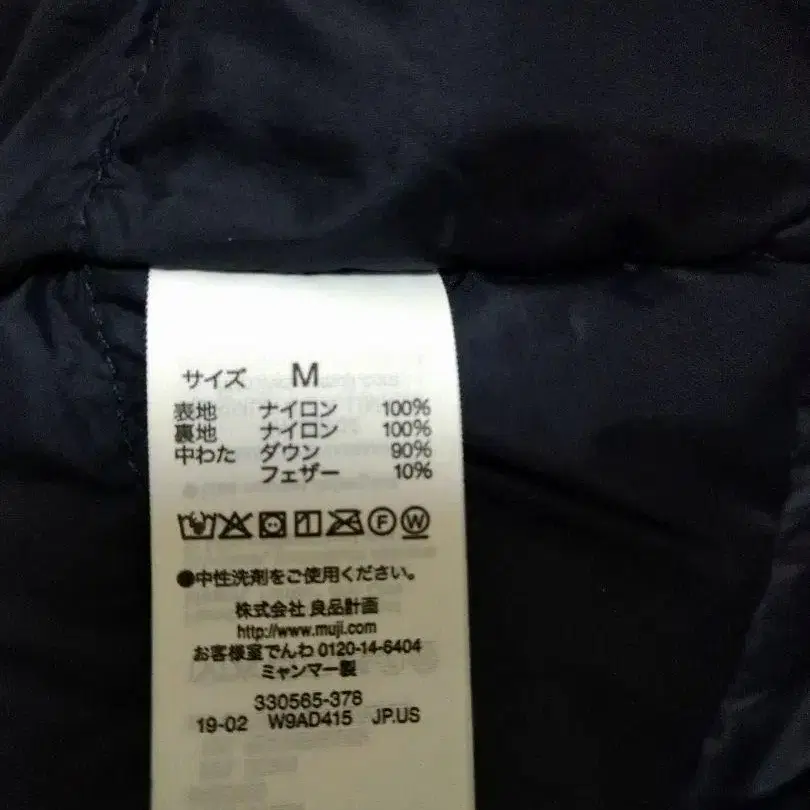 サイズ M
表地 ナイロン 100%
裏地 ナイロン 100%
中わた ダウン 90%
フェザー 10%
F W
●中性洗剤をご使用ください。
株式会社 良品計画
http://www.muji.com
お客様室でんわ 0120-14-6404
ミャンマー製
330565-378
19-02 W9AD415 JP.US